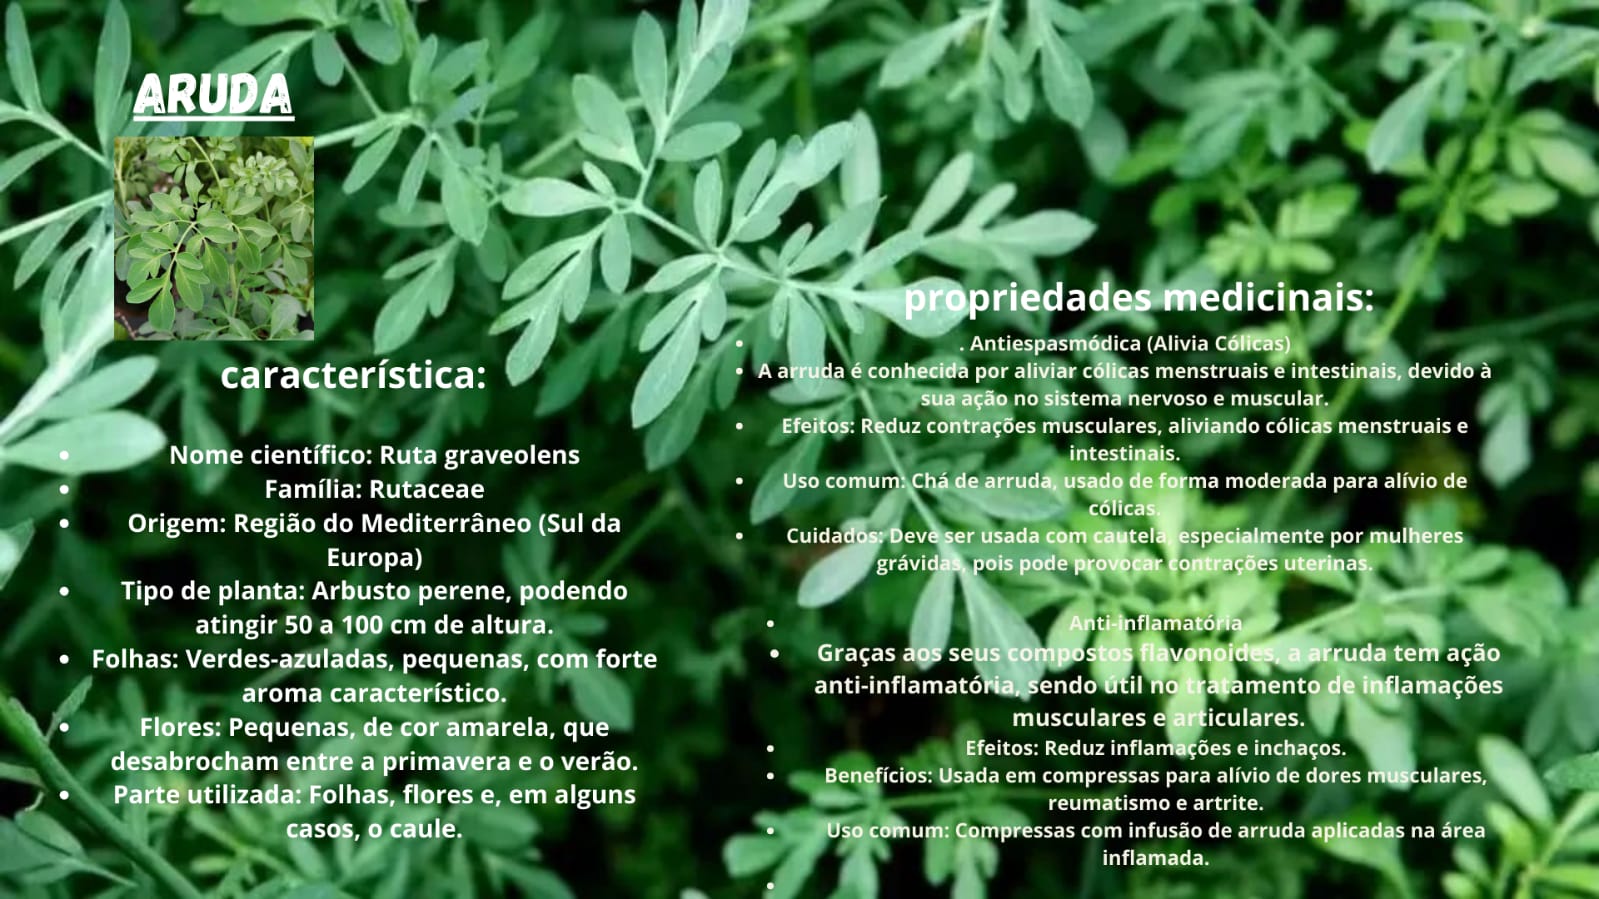 ARUDA
característica:
Nome científico: Ruta graveolens
Família: Rutaceae
Origem: Região do Mediterrâneo (Sul da
Europa)
Tipo de planta: Arbusto perene, podendo
atingir 50 a 100 cm de altura.
Folhas: Verdes-azuladas, pequenas, com forte
aroma característico.
Flores: Pequenas, de cor amarela, que
desabrocham entre a primavera e o verão.
Parte utilizada: Folhas, flores e, em alguns
casos, o caule.
propriedades medicinais:
. Antiespasmódica (Alivia Cólicas)
A arruda é conhecida por aliviar cólicas menstruais e intestinais, devido à
sua ação no sistema nervoso e muscular.
Efeitos: Reduz contrações musculares, aliviando cólicas menstruais e
intestinais.
Uso comum: Chá de arruda, usado de forma moderada para alívio de
cólicas.
Cuidados: Deve ser usada com cautela, especialmente por mulheres
grávidas, pois pode provocar contrações uterinas.
Anti-inflamatória
Graças aos seus compostos flavonoides, a arruda tem ação
anti-inflamatória, sendo útil no tratamento de inflamações
musculares e articulares.
Efeitos: Reduz inflamações e inchaços.
Benefícios: Usada em compressas para alívio de dores musculares,
reumatismo e artrite.
Uso comum: Compressas com infusão de arruda aplicadas na área
inflamada.